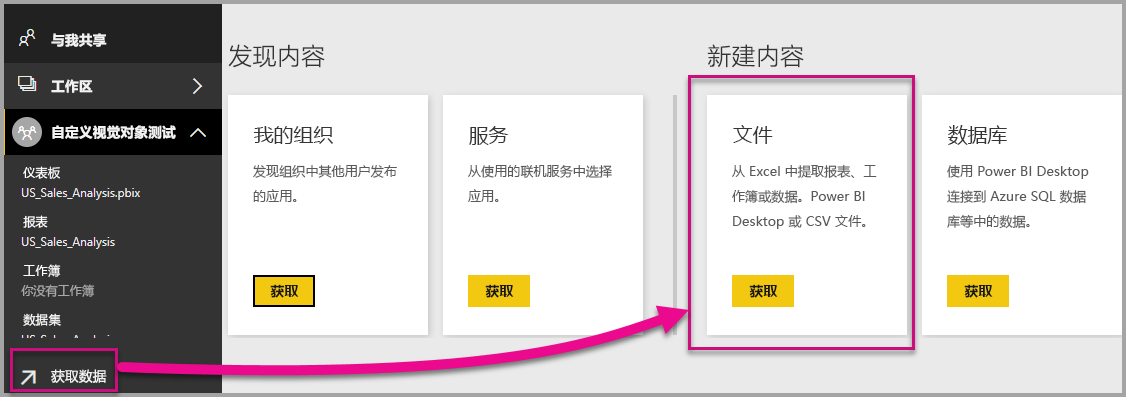 与我共享
工作区
自定义视觉对象测试
仪表板
US_Sales_Analysis.pbix
报表
US_Sales_Analysis
工作簿
你没有工作簿
数据集
US_Sales_Analysis
获取数据
发现内容
我的组织
发现组织中其他用户发布
的应用。
获取
服务
从使用的联机服务中选择
应用。
获取
新建内容
文件
从 Excel 中提取报表、工
作簿或数据。Power BI
Desktop 或 CSV 文件。
获取
数据库
使用 Power BI Desktop
连接到 Azure SQL 数据
库等中的数据。
获取